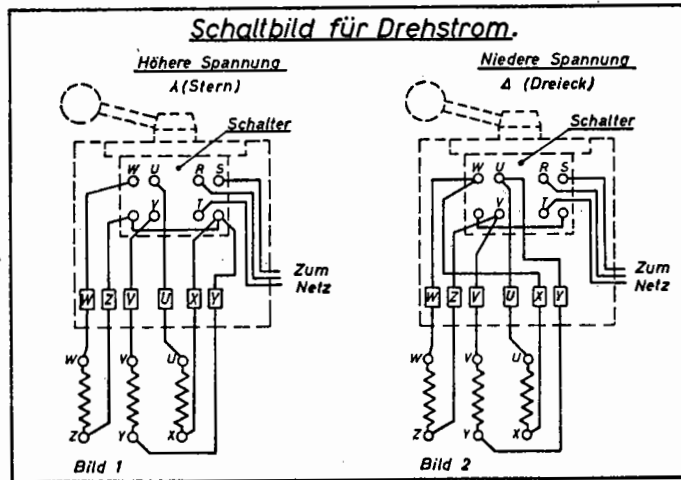 Schaltbild für Drehstrom.
Höhere Spannung
⅄ (Stern)
Schalter
W U R S
V T
Zum
Netz
W Z V U X Y
W V U
Z Y X
Bild 1
Niedere Spannung
Δ (Dreieck)
Schalter
W U R S
V T
Zum
Netz
W Z V U X Y
W V U
Z Y X
Bild 2